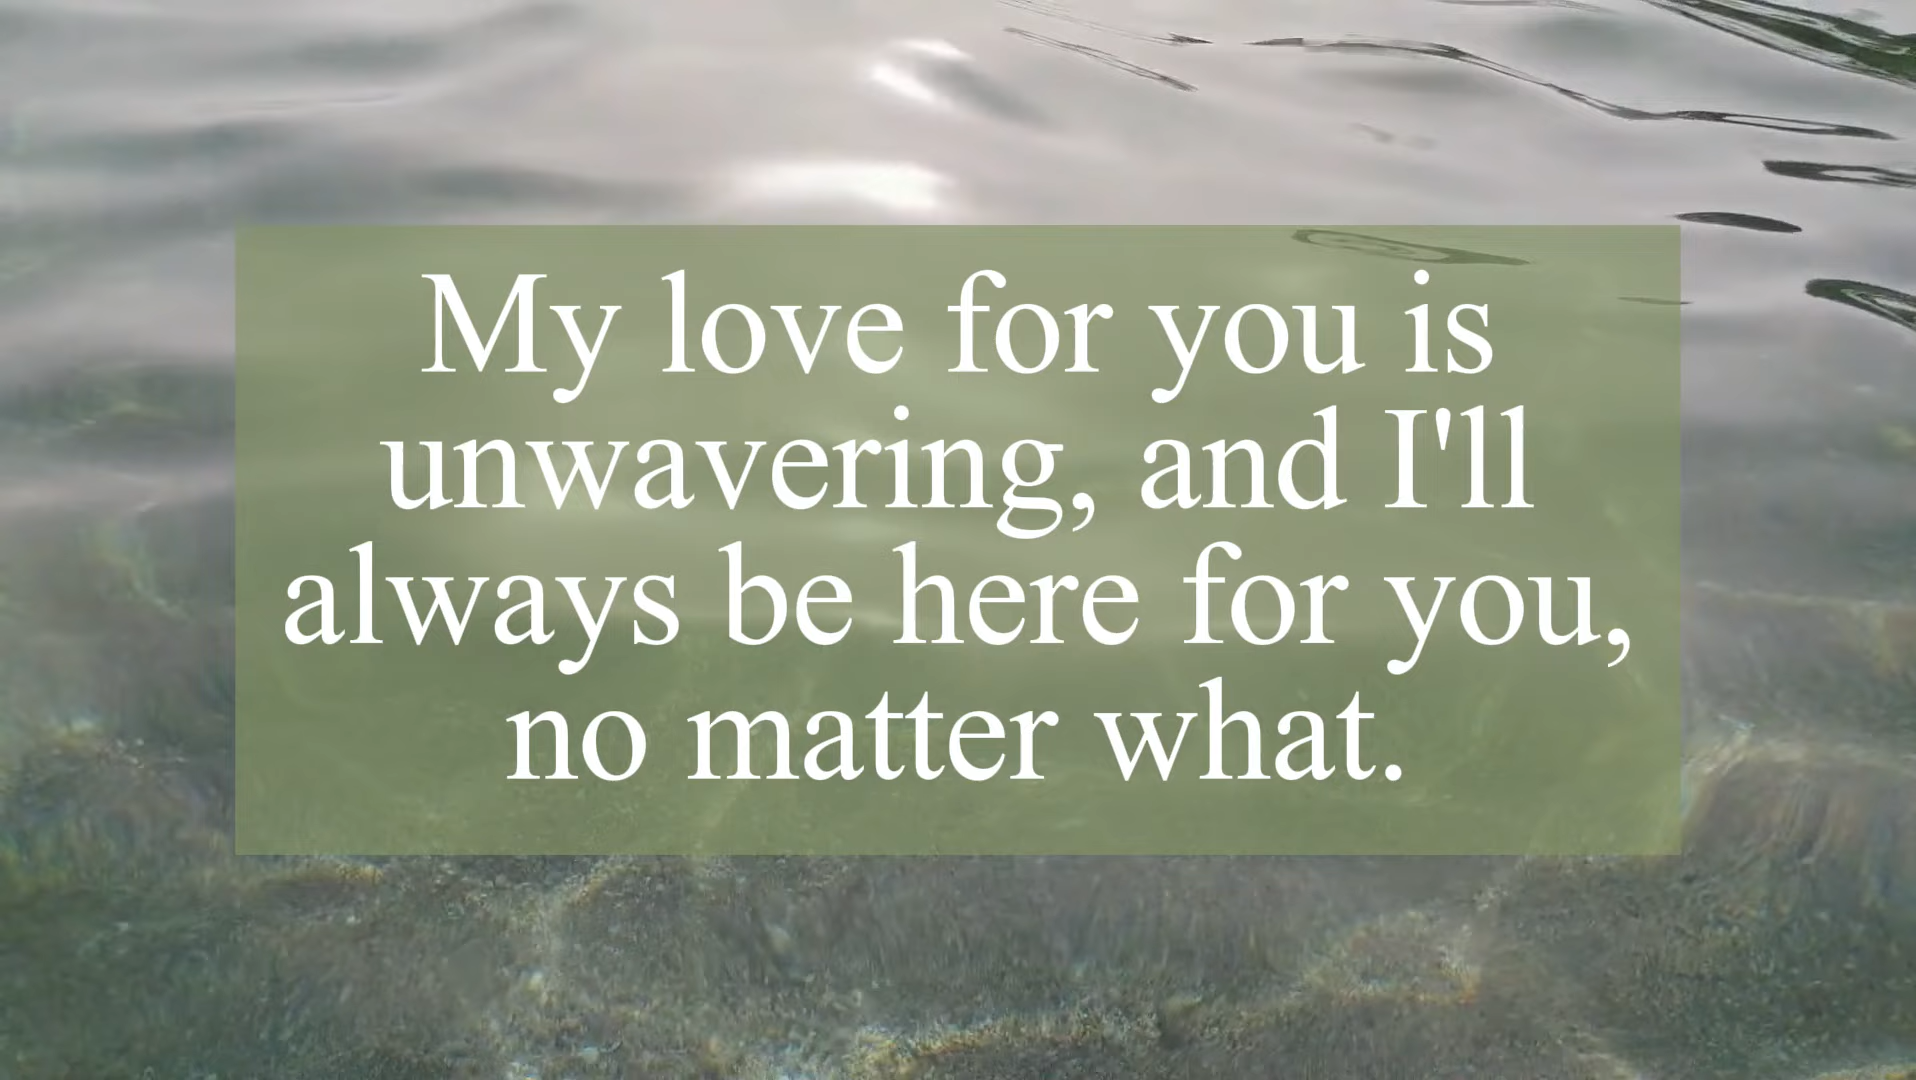 My love for you is
unwavering, and I'll
always be here for you,
no matter what.